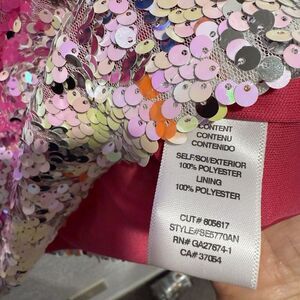 CONTENT
CONTENU
CONTENIDO
SELF/SOI/EXTERIOR
100% POLYESTER
LINING
100% POLYESTER
CUT# 605617
STYLE#SE5770AN
RN# GA27674-1
CA# 37054